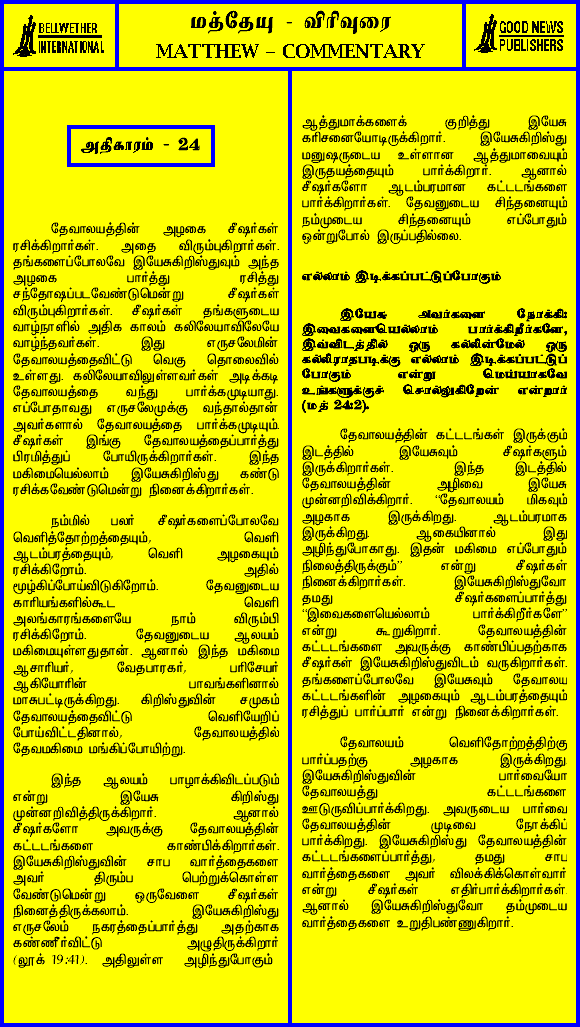 BELLWETHER
INTERNATIONAL
மத்தேயு - விரிவுரை
MATTHEW – COMMENTARY
GOOD NEWS
PUBLISHERS
அதிகாரம் - 24
தேவாலயத்தின் அழகை சீஷர்கள்
ரசிக்கிறார்கள். அதை விரும்புகிறார்கள்.
தங்களைப்போலவே இயேசுகிறிஸ்துவும் அந்த
அழகை பார்த்து ரசித்து
சந்தோஷப்படவேண்டுமென்று சீஷர்கள்
விரும்புகிறார்கள். சீஷர்கள் தங்களுடைய
வாழ்நாளில் அதிக காலம் கலிலேயாவிலேயே
வாழ்ந்தவர்கள். இது எருசலேமின்
தேவாலயத்தைவிட்டு வெகு தொலைவில்
உள்ளது. கலிலேயாவிலுள்ளவர்கள் அடிக்கடி
தேவாலயத்தை வந்து பார்க்கமுடியாது.
எப்போதாவது எருசலேமுக்கு வந்தால்தான்
அவர்களால் தேவாலயத்தை பார்க்கமுடியும்.
சீஷர்கள் இங்கு தேவாலயத்தைப்பார்த்து
பிரமித்துப் போயிருக்கிறார்கள். இந்த
மகிமையெல்லாம் இயேசுகிறிஸ்து கண்டு
ரசிக்கவேண்டுமென்று நினைக்கிறார்கள்.
நம்மில் பலர் சீஷர்களைப்போலவே
வெளித்தோற்றத்தையும், வெளி
ஆடம்பரத்தையும், வெளி அழகையும்
ரசிக்கிறோம். அதில்
மூழ்கிப்போய்விடுகிறோம். தேவனுடைய
காரியங்களில்கூட வெளி
அலங்காரங்களையே நாம் விரும்பி
ரசிக்கிறோம். தேவனுடைய ஆலயம்
மகிமையுள்ளதுதான். ஆனால் இந்த மகிமை
ஆசாரியர், வேதபாரகர், பரிசேயர்
ஆகியோரின் பாவங்களினால்
மாசுபட்டிருக்கிறது. கிறிஸ்துவின் சமுகம்
தேவாலயத்தைவிட்டு வெளியேறிப்
போய்விட்டதினால், தேவாலயத்தில்
தேவமகிமை மங்கிப்போயிற்று.
இந்த ஆலயம் பாழாக்கிவிடப்படும்
என்று இயேசு கிறிஸ்து
முன்னறிவித்திருக்கிறார். ஆனால்
சீஷர்களோ அவருக்கு தேவாலயத்தின்
கட்டடங்களை காண்பிக்கிறார்கள்.
இயேசுகிறிஸ்துவின் சாப வார்த்தைகளை
அவர் திரும்ப பெற்றுக்கொள்ள
வேண்டுமென்று ஒருவேளை சீஷர்கள்
நினைத்திருக்கலாம். இயேசுகிறிஸ்து
எருசலேம் நகரத்தைப்பார்த்து அதற்காக
கண்ணீர்விட்டு அழுதிருக்கிறார்
(லூக் 19:41). அதிலுள்ள அழிந்துபோகும்
ஆத்துமாக்களைக் குறித்து இயேசு
கரிசனையோடிருக்கிறார். இயேசுகிறிஸ்து
மனுஷருடைய உள்ளான ஆத்துமாவையும்
இருதயத்தையும் பார்க்கிறார். ஆனால்
சீஷர்களோ ஆடம்பரமான கட்டடங்களை
பார்க்கிறார்கள். தேவனுடைய சிந்தனையும்
நம்முடைய சிந்தனையும் எப்போதும்
ஒன்றுபோல் இருப்பதில்லை.
எல்லாம் இடிக்கப்பட்டுப்போகும்
இயேசு அவர்களை நோக்கி:
இவைகளையெல்லாம் பார்க்கிறீர்களே,
இவ்விடத்தில் ஒரு கல்லின்மேல் ஒரு
கல்லிராதபடிக்கு எல்லாம் இடிக்கப்பட்டுப்
போகும் என்று மெய்யாகவே
உங்களுக்குச் சொல்லுகிறேன் என்றார்
(மத் 24:2).
தேவாலயத்தின் கட்டடங்கள் இருக்கும்
இடத்தில் இயேசுவும் சீஷர்களும்
இருக்கிறார்கள். இந்த இடத்தில்
தேவாலயத்தின் அழிவை இயேசு
முன்னறிவிக்கிறார். “தேவாலயம் மிகவும்
அழகாக இருக்கிறது. ஆடம்பரமாக
இருக்கிறது. ஆகையினால் இது
அழிந்துபோகாது. இதன் மகிமை எப்போதும்
நிலைத்திருக்கும்” என்று சீஷர்கள்
நினைக்கிறார்கள். இயேசுகிறிஸ்துவோ
தமது சீஷர்களைப்பார்த்து
“இவைகளையெல்லாம் பார்க்கிறீர்களே”
என்று கூறுகிறார். தேவாலயத்தின்
கட்டடங்களை அவருக்கு காண்பிப்பதற்காக
சீஷர்கள் இயேசுகிறிஸ்துவிடம் வருகிறார்கள்.
தங்களைப்போலவே இயேசுவும் தேவாலய
கட்டடங்களின் அழகையும் ஆடம்பரத்தையும்
ரசித்துப் பார்ப்பார் என்று நினைக்கிறார்கள்.
தேவாலயம் வெளிதோற்றத்திற்கு
பார்ப்பதற்கு அழகாக இருக்கிறது.
இயேசுகிறிஸ்துவின் பார்வையோ
தேவாலயத்து கட்டடங்களை
ஊடுருவிப்பார்க்கிறது. அவருடைய பார்வை
தேவாலயத்தின் முடிவை நோக்கிப்
பார்க்கிறது. இயேசுகிறிஸ்து தேவாலயத்தின்
கட்டடங்களைப்பார்த்து, தமது சாப
வார்த்தைகளை அவர் விலக்கிக்கொள்வார்
என்று சீஷர்கள் எதிர்பார்க்கிறார்கள்.
ஆனால் இயேசுகிறிஸ்துவோ தம்முடைய
வார்த்தைகளை உறுதிபண்ணுகிறார்.